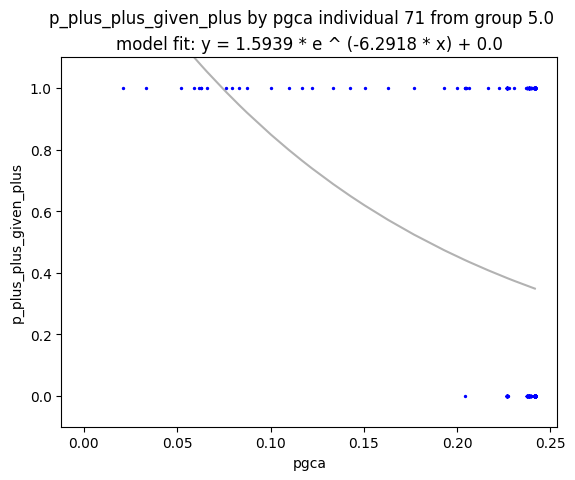 p_plus_plus_given_plus by pgca individual 71 from group 5.0
model fit: y = 1.5939 * e ^ (-6.2918 * x) + 0.0
p_plus_plus_given_plus
1.0
0.8
0.6
0.4
0.2
0.0
0.00 0.05 0.10 0.15 0.20 0.25
pgca